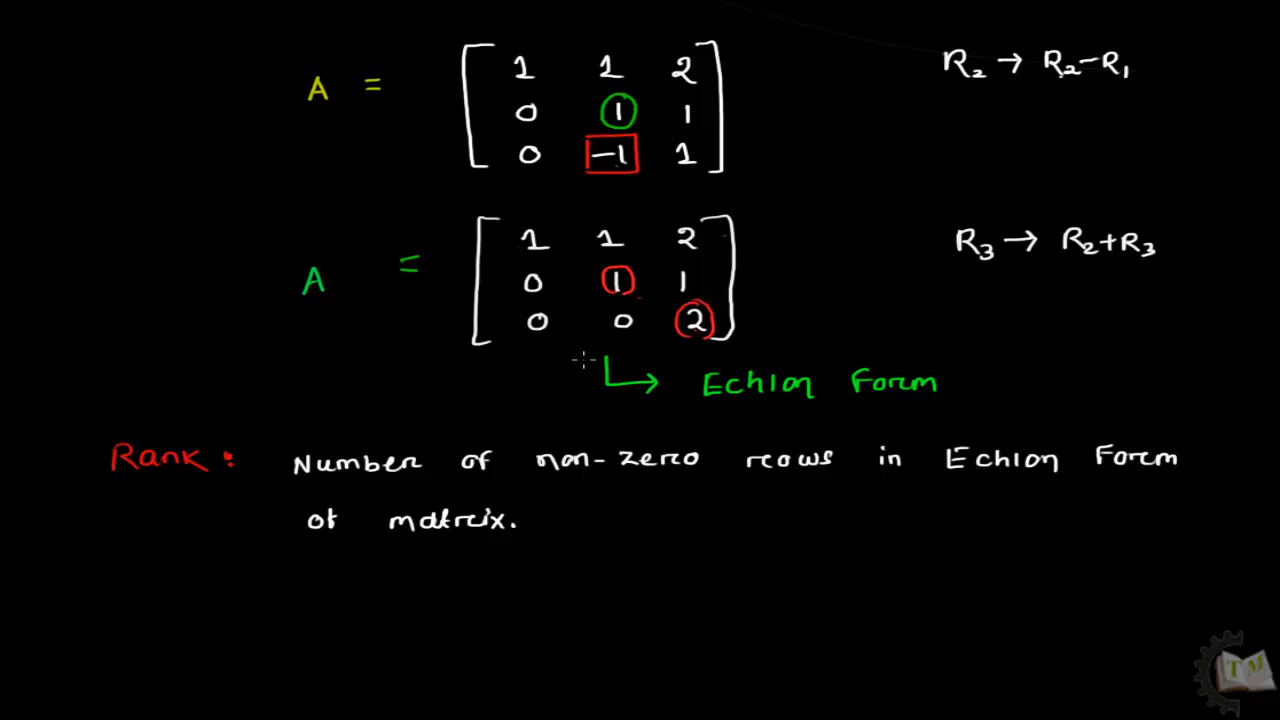 A = [ 1 1 2 R₂ → R₂-R₁
0 1 1
0 -1 1 ]
A = [ 1 1 2 R₃ → R₂+R₃
0 1 1
0 0 2 ]
Echlon Form
Rank: Number of non-zero rows in Echlon Form
of matrix.
TM